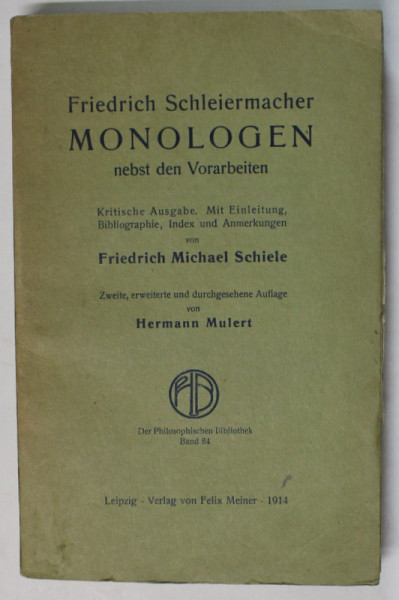 Friedrich Schleiermacher
MONOLOGEN
nebst den Vorarbeiten
Kritische Ausgabe. Mit Einleitung,
Bibliographie, Index und Anmerkungen
von
Friedrich Michael Schiele
Zweite, erweiterte und durchgesehene Auflage
von
Hermann Mulert
Der Philosophischen Bibliothek
Band 84
Leipzig - Verlag von Felix Meiner - 1914